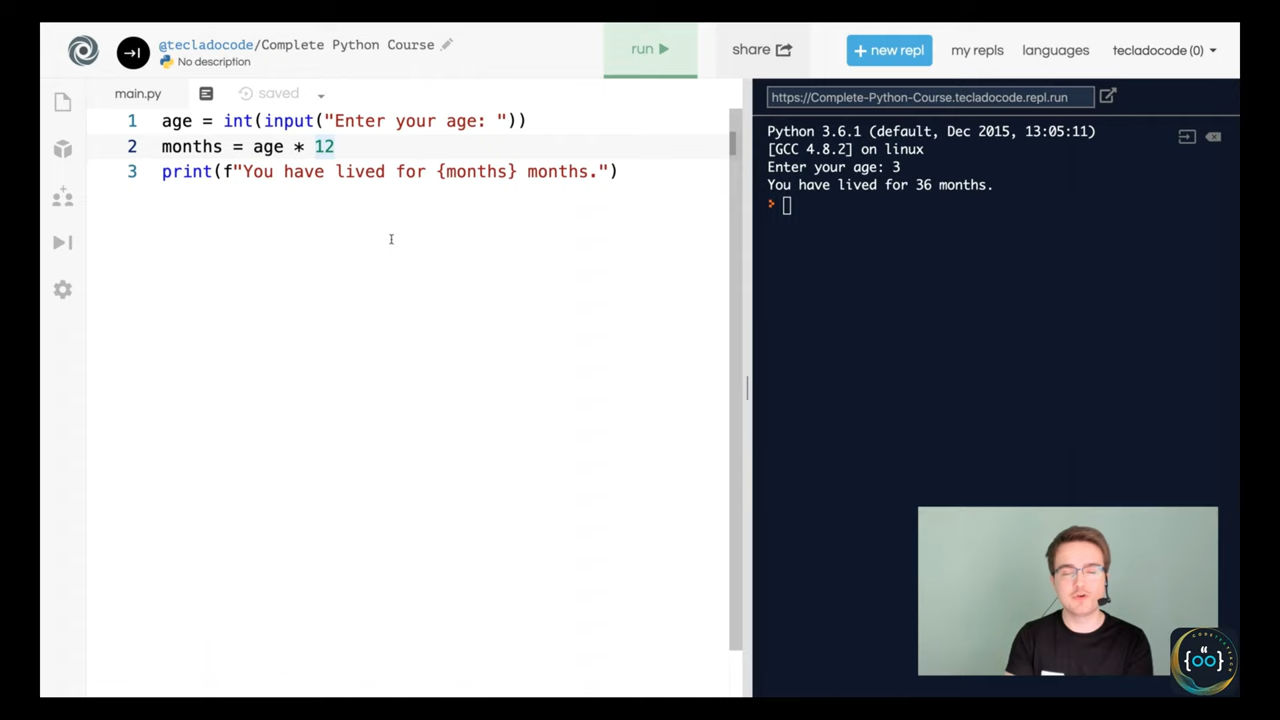 @tecladocode/Complete Python Course
No description
run
share
+ new repl
my repls
languages
tecladocode (0)
main.py
saved
1 age = int(input("Enter your age: "))
2 months = age * 12
3 print(f"You have lived for {months} months.")
https://Complete-Python-Course.tecladocode.repl.run
Python 3.6.1 (default, Dec 2015, 13:05:11)
[GCC 4.8.2] on linux
Enter your age: 3
You have lived for 36 months.